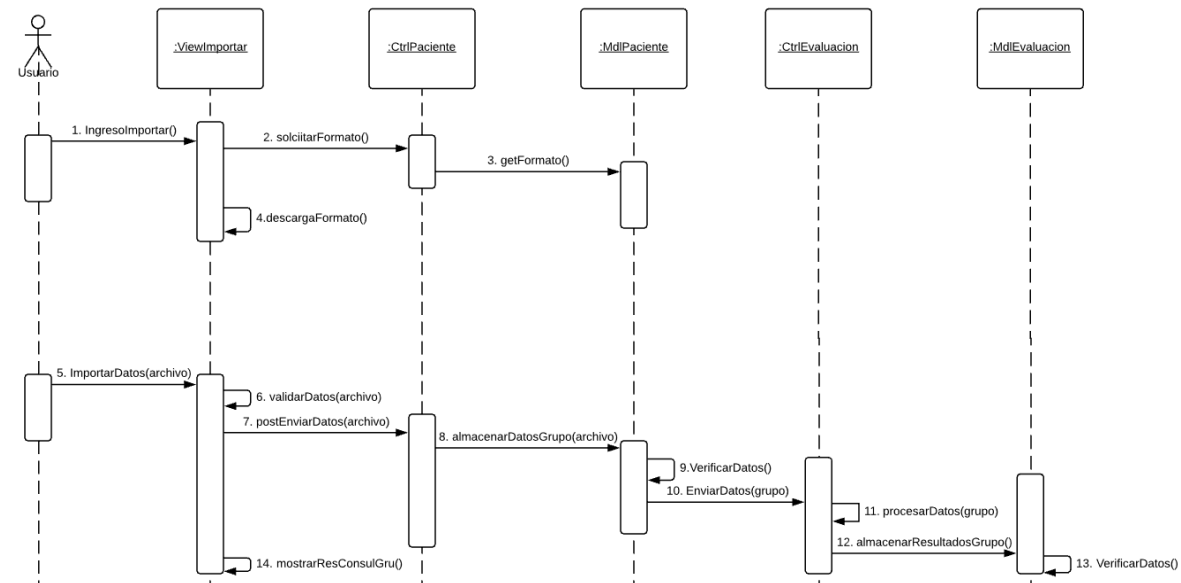 :ViewImportar
:CtrlPaciente
:MdlPaciente
:CtrlEvaluacion
:MdlEvaluacion
Usuario
1. IngresoImportar()
2. solciitarFormato()
3. getFormato()
4.descargaFormato()
5. ImportarDatos(archivo)
6. validarDatos(archivo)
7. postEnviarDatos(archivo)
8. almacenarDatosGrupo(archivo)
9.VerificarDatos()
10. EnviarDatos(grupo)
11. procesarDatos(grupo)
12. almacenarResultadosGrupo()
13. VerificarDatos()
14. mostrarResConsulGru()